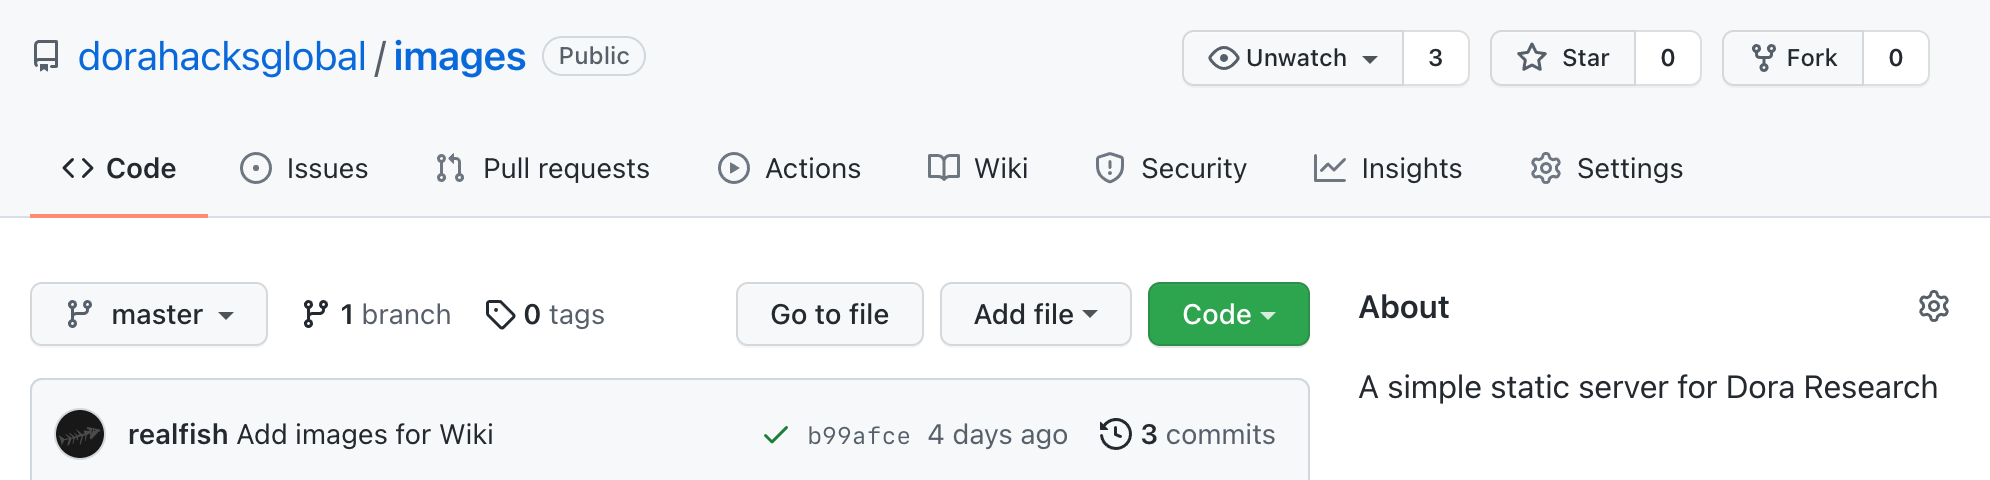 dorahacksglobal / images Public Unwatch 3 Star 0 Fork 0
Code Issues Pull requests Actions Wiki Security Insights Settings
master 1 branch 0 tags Go to file Add file Code About
A simple static server for Dora Research
realfish Add images for Wiki b99afce 4 days ago 3 commits